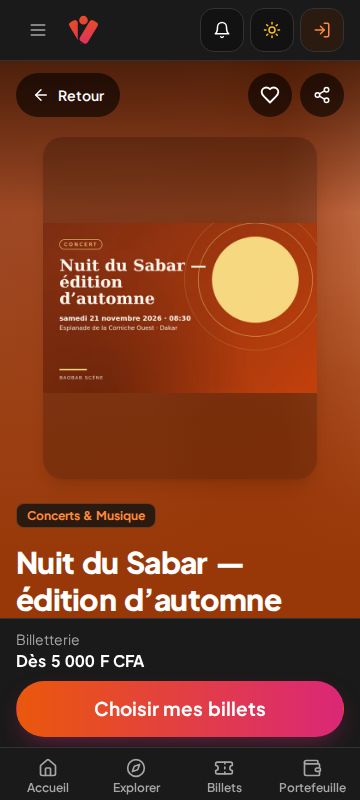 Retour
CONCERT
Nuit du Sabar —
édition
d’automne
samedi 21 novembre 2026 · 08:30
Esplanade de la Corniche Ouest · Dakar
BAOBAB SCÈNE
Concerts & Musique
Nuit du Sabar —
édition d’automne
Billetterie
Dès 5 000 F CFA
Choisir mes billets
Accueil
Explorer
Billets
Portefeuille